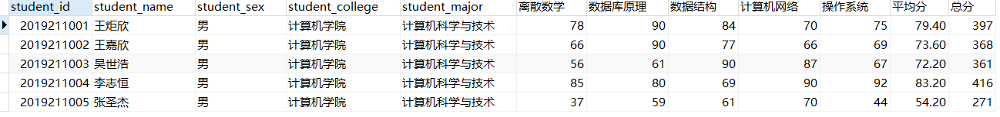 student_id student_name student_sex student_college student_major 离散数学 数据库原理 数据结构 计算机网络 操作系统 平均分 总分
2019211001 王炬欣 男 计算机学院 计算机科学与技术 78 90 84 70 75 79.40 397
2019211002 王嘉欣 男 计算机学院 计算机科学与技术 66 90 77 66 69 73.60 368
2019211003 吴世浩 男 计算机学院 计算机科学与技术 56 61 90 87 67 72.20 361
2019211004 李志恒 男 计算机学院 计算机科学与技术 85 80 69 90 92 83.20 416
2019211005 张圣杰 男 计算机学院 计算机科学与技术 37 59 61 70 44 54.20 271